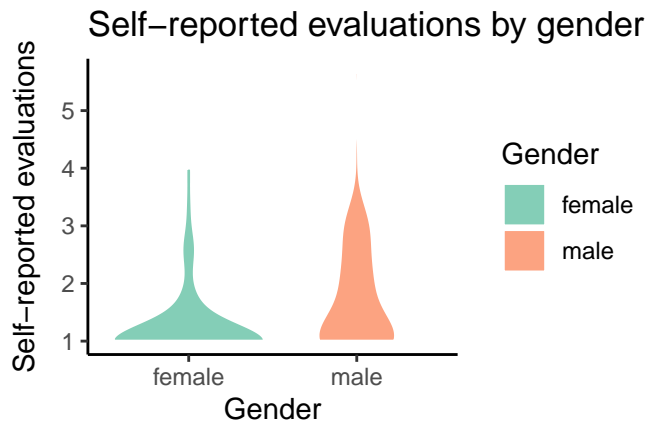 Self−reported evaluations by gender
Self−reported evaluations
5
4
3
2
1
female
male
Gender
Gender
female
male